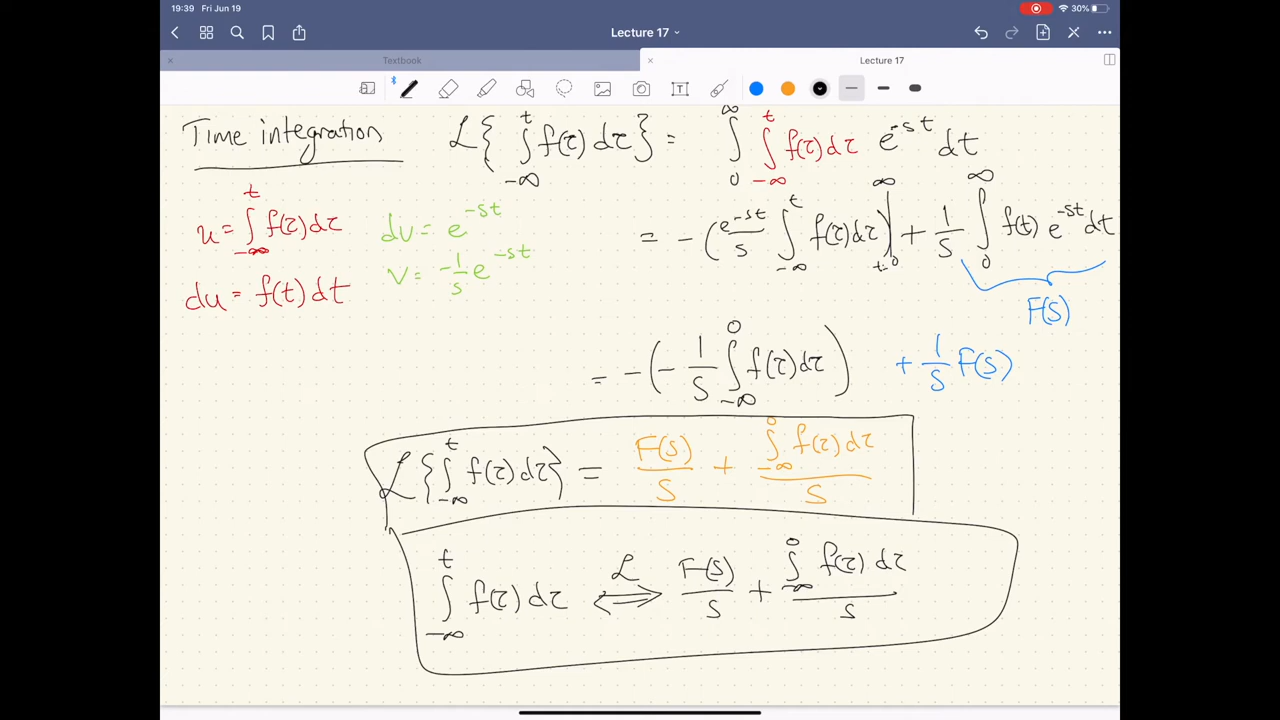 19:39 Fri Jun 19 30%
Lecture 17
Textbook Lecture 17
Time integration ℒ{∫_{-∞}^{t} f(τ)dτ} = ∫_{0}^{∞} ∫_{-∞}^{t} f(τ)dτ e^{-st} dt
u = ∫_{-∞}^{t} f(τ)dτ dv = e^{-st}
= -(e^{-st}/s ∫_{-∞}^{t} f(τ)dτ)|_{t=0}^{∞} + 1/s ∫_{0}^{∞} f(t) e^{-st} dt
du = f(t)dt v = -1/s e^{-st}
F(s)
= -(-1/s ∫_{-∞}^{0} f(τ)dτ) + 1/s F(s)
ℒ{∫_{-∞}^{t} f(τ)dτ} = F(s)/s + ∫_{-∞}^{0} f(τ)dτ/s
∫_{-∞}^{t} f(τ)dτ ⟺^{ℒ} F(s)/s + ∫_{-∞}^{0} f(τ)dτ/s